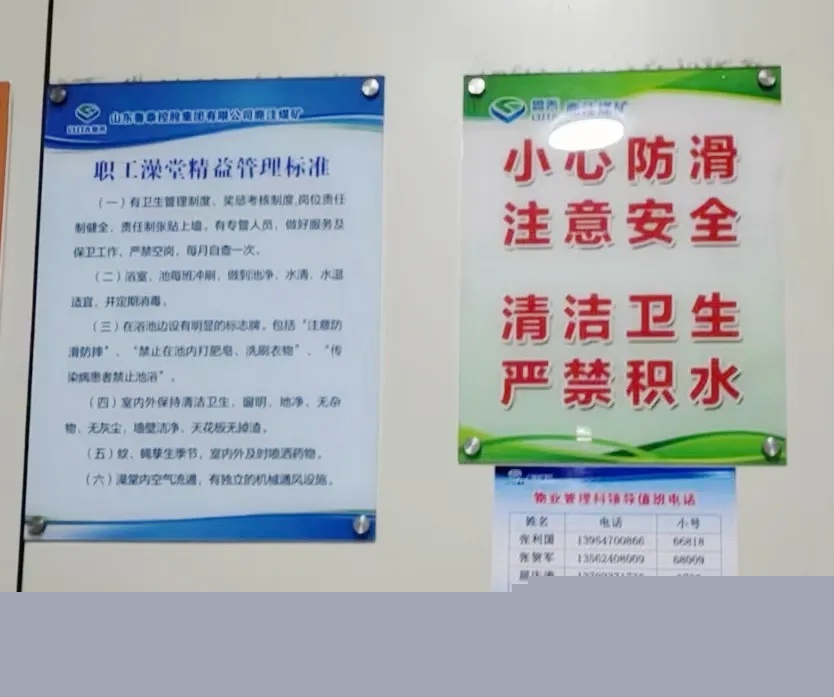 山东鲁泰控股集团有限公司鹿洼煤矿
职工澡堂精益管理标准
（一）有卫生管理制度、奖惩考核制度,岗位责任
制健全，责任制张贴上墙。有专管人员，做好服务及
保卫工作，严禁空岗，每月自查一次。
（二）浴室、池每班冲刷，做到池净、水清、水温
适宜，并定期消毒。
（三）在浴池边设有明显的标志牌。包括“注意防
滑防摔”、“禁止在池内打肥皂、洗刷衣物”、“传
染病患者禁止池浴”。
（四）室内外保持清洁卫生、窗明、地净、无杂
物、无灰尘，墙壁洁净、天花板无掉渣。
（五）蚊、蝇孳生季节，室内外及时喷洒药物。
（六）澡堂内空气流通，有独立的机械通风设施。
鲁泰 鹿洼煤矿
小心防滑
注意安全
清洁卫生
严禁积水
物业管理科领导值班电话
姓名 电话 小号
张利国 13954700866 66818
张贺军 13562408009 68009